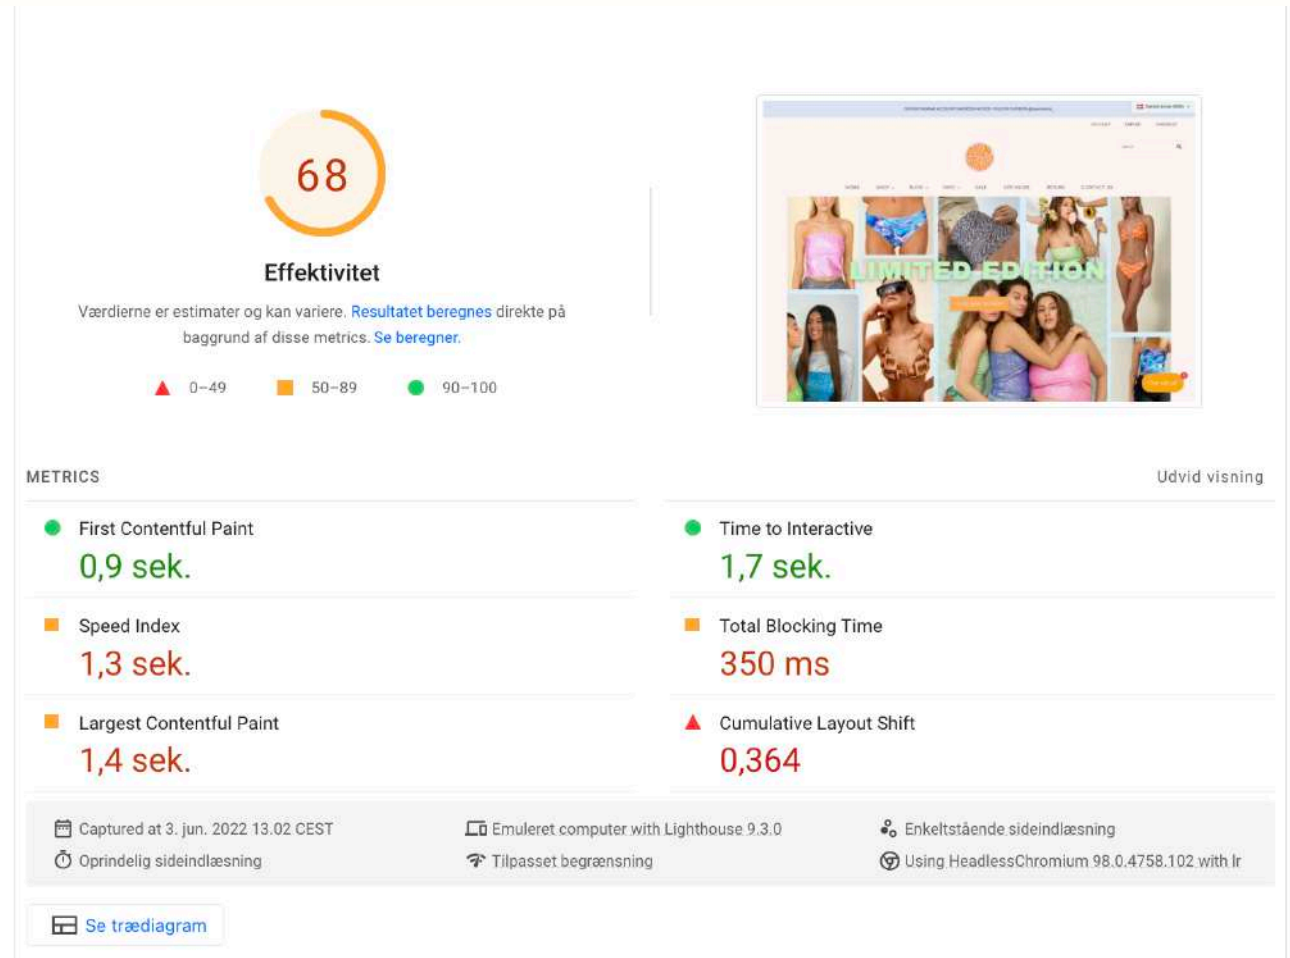 68
Effektivitet
Værdierne er estimater og kan variere. Resultatet beregnes direkte på
baggrund af disse metrics. Se beregner.
0–49 50–89 90–100
LIMITED EDITION
METRICS
Udvid visning
First Contentful Paint
0,9 sek.
Time to Interactive
1,7 sek.
Speed Index
1,3 sek.
Total Blocking Time
350 ms
Largest Contentful Paint
1,4 sek.
Cumulative Layout Shift
0,364
Captured at 3. jun. 2022 13.02 CEST
Emuleret computer with Lighthouse 9.3.0
Enkeltstående sideindlæsning
Oprindelig sideindlæsning
Tilpasset begrænsning
Using HeadlessChromium 98.0.4758.102 with lr
Se trædiagram